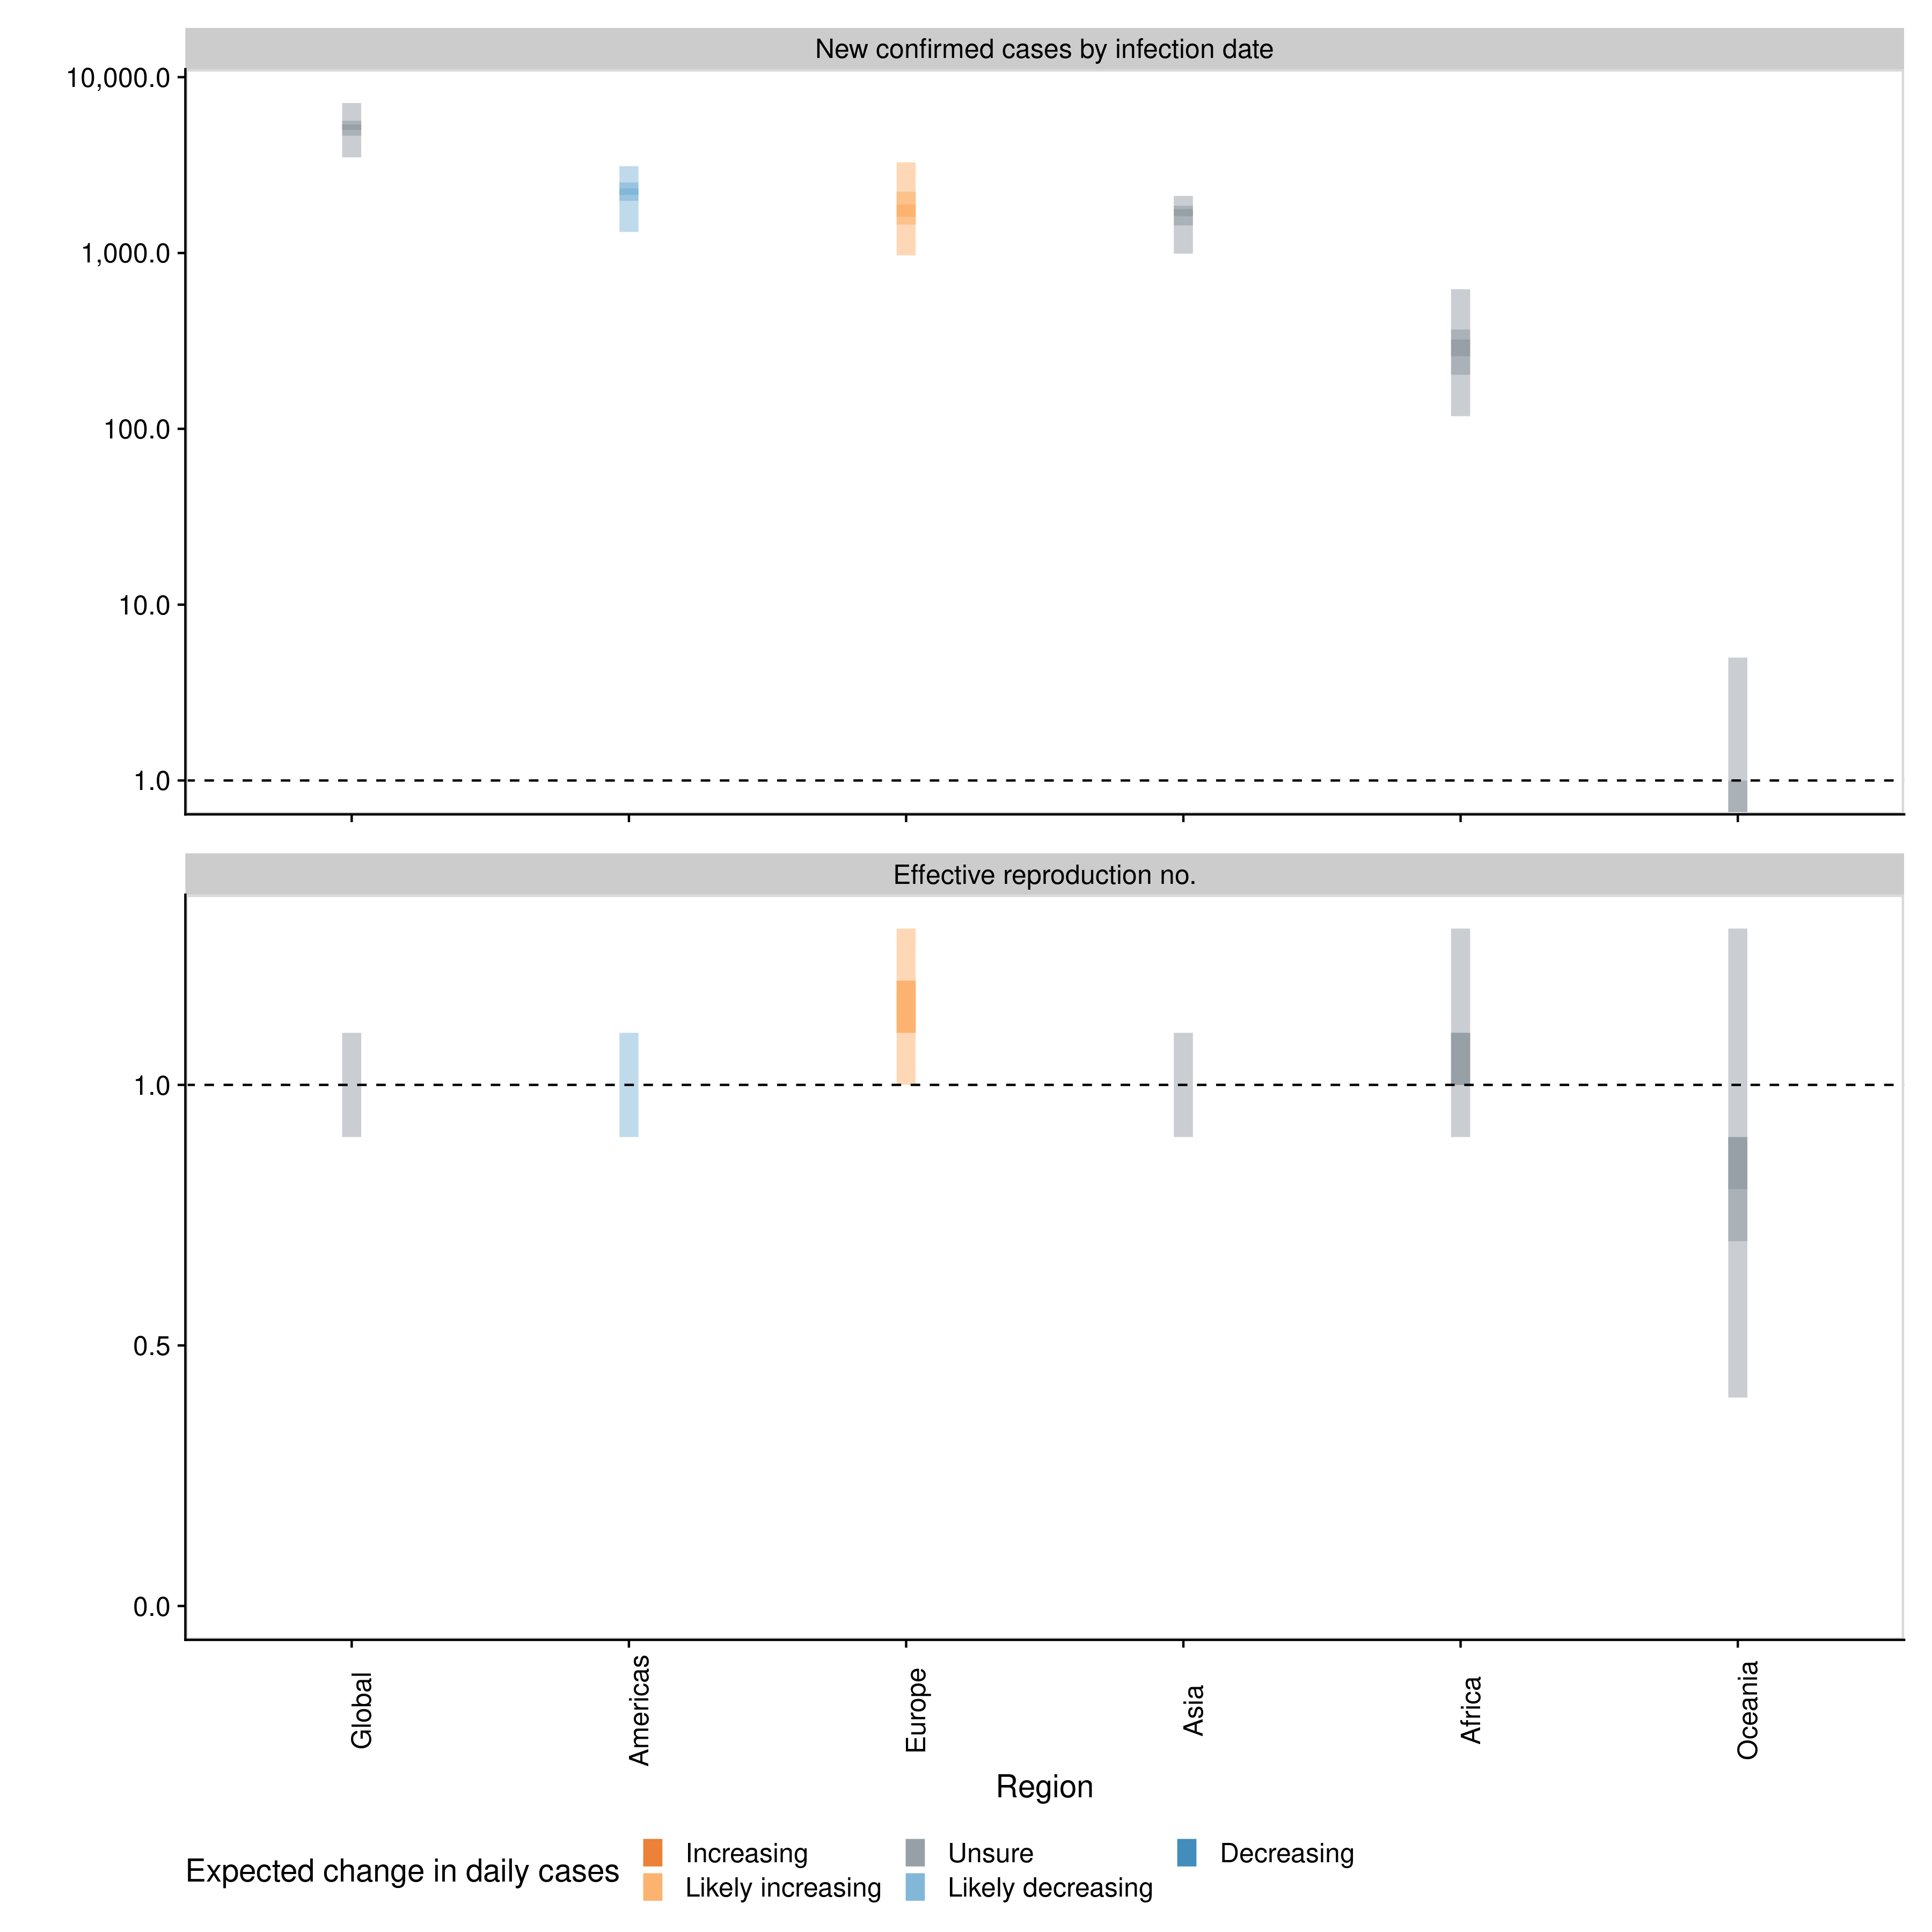 New confirmed cases by infection date
10,000.0
1,000.0
100.0
10.0
1.0
Effective reproduction no.
1.0
0.5
0.0
Global
Americas
Europe
Asia
Africa
Oceania
Region
Expected change in daily cases
Increasing
Unsure
Decreasing
Likely increasing
Likely decreasing